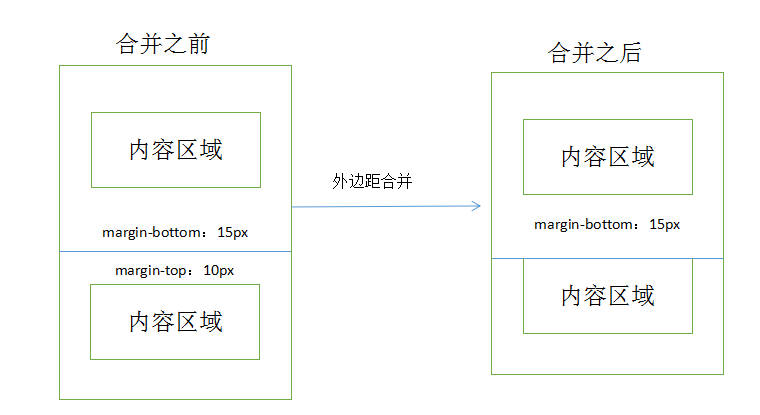 合并之前
内容区域
margin-bottom：15px
margin-top：10px
内容区域
外边距合并
合并之后
内容区域
margin-bottom：15px
内容区域